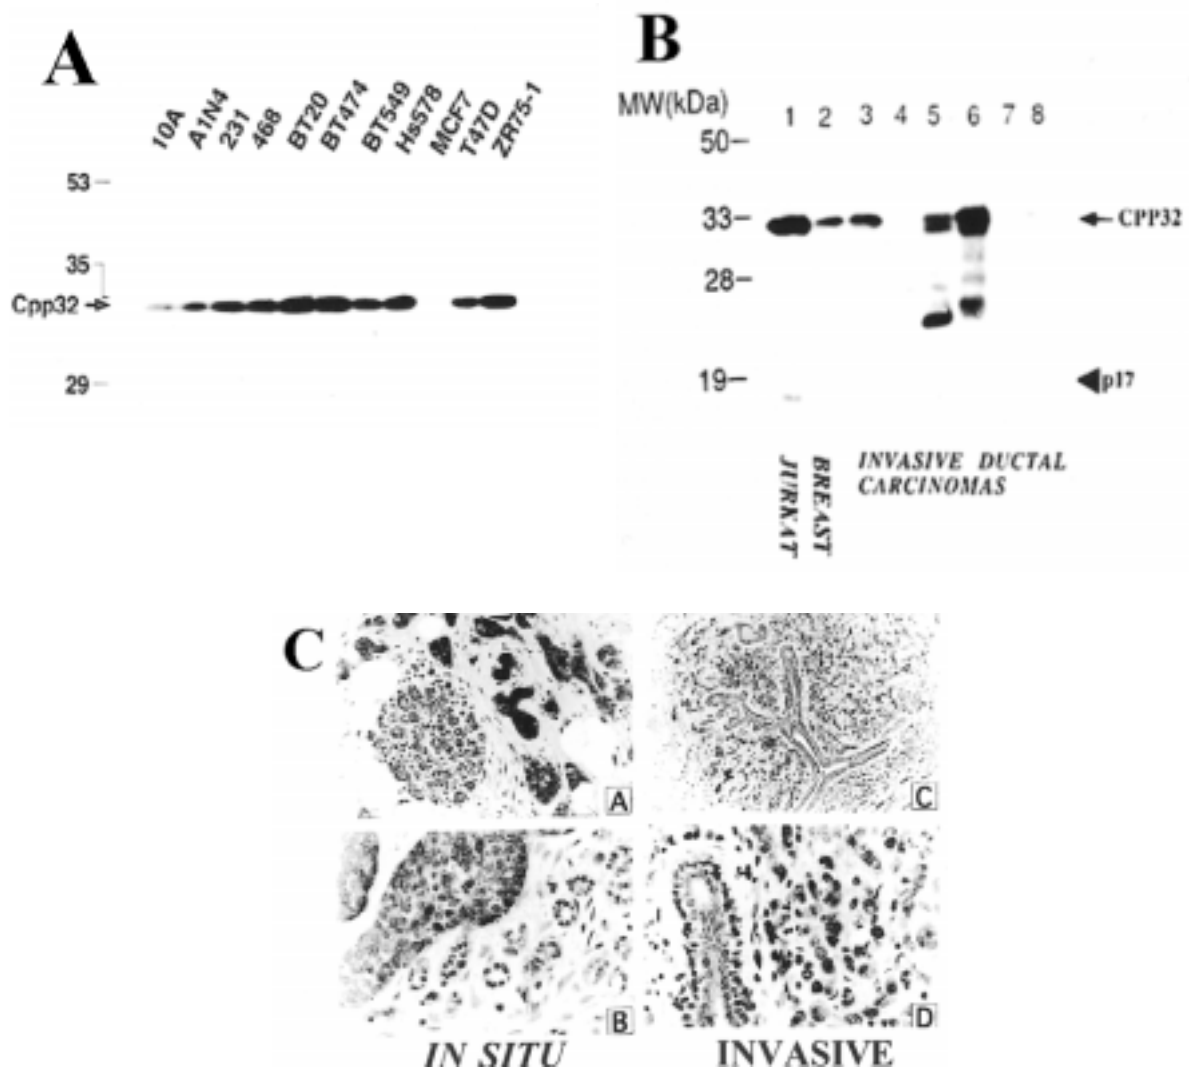 A
10A A1N4 231 468 BT20 BT474 BT549 Hs578 MCF7 T47D ZR75-1
53
35
Cpp32
29
B
MW(kDa) 1 2 3 4 5 6 7 8
50
33 CPP32
28
19 p17
JURKAT BREAST INVASIVE DUCTAL
CARCINOMAS
C
A C
B D
IN SITU INVASIVE